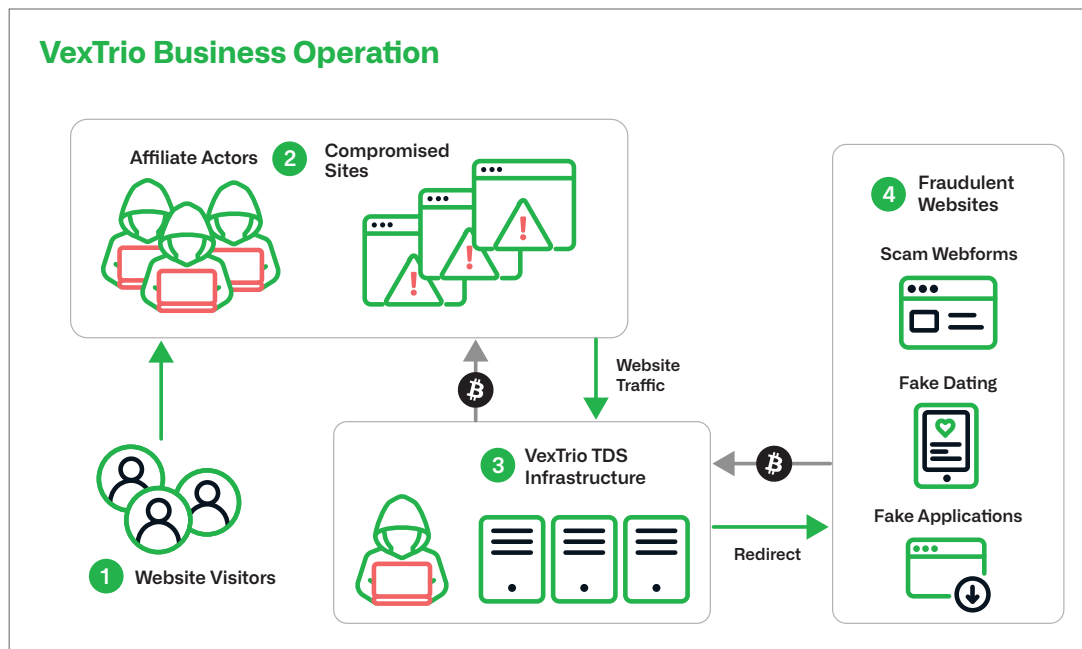 VexTrio Business Operation
Affiliate Actors
2
Compromised
Sites
4
Fraudulent
Websites
Scam Webforms
Website
Traffic
Fake Dating
3
VexTrio TDS
Infrastructure
Fake Applications
Redirect
1
Website Visitors